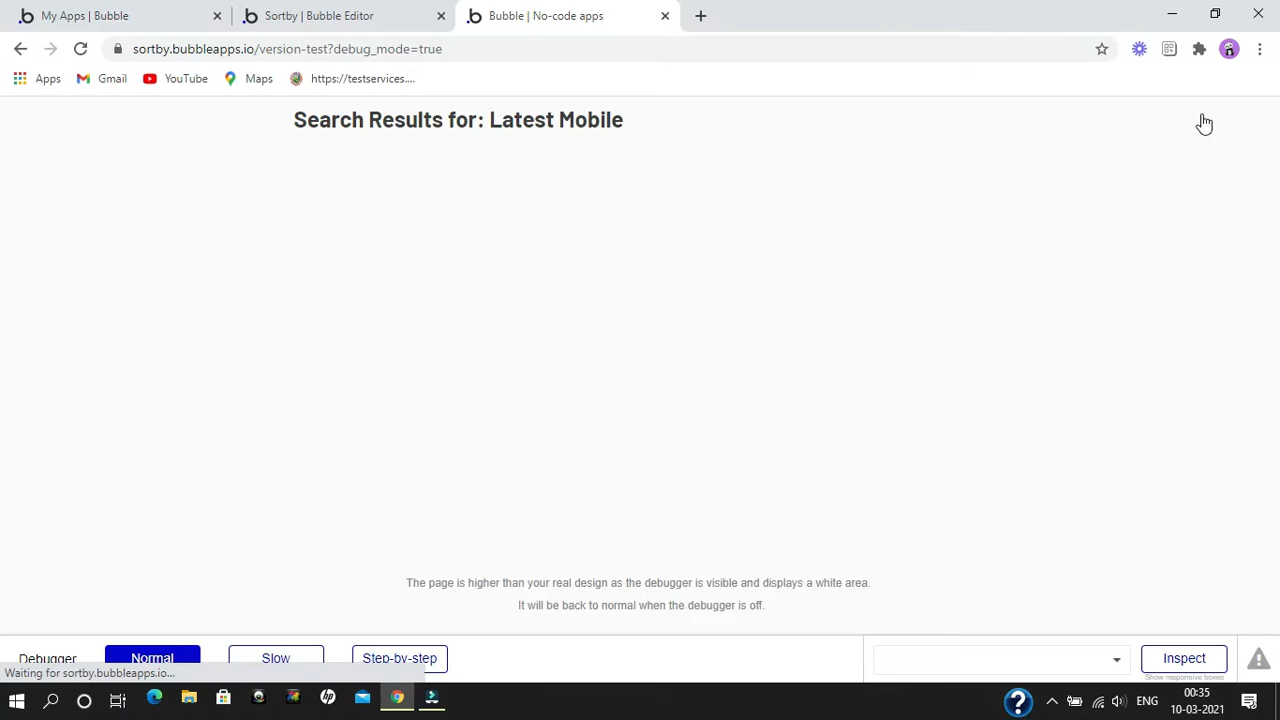 My Apps | Bubble
Sortby | Bubble Editor
Bubble | No-code apps
sortby.bubbleapps.io/version-test?debug_mode=true
Apps
Gmail
YouTube
Maps
https://testservices....
Search Results for: Latest Mobile
The page is higher than your real design as the debugger is visible and displays a white area.
It will be back to normal when the debugger is off.
Debugger
Normal
Slow
Step-by-step
Inspect
Show responsive boxes
Waiting for sortby.bubbleapps.io...
ENG
00:35
10-03-2021